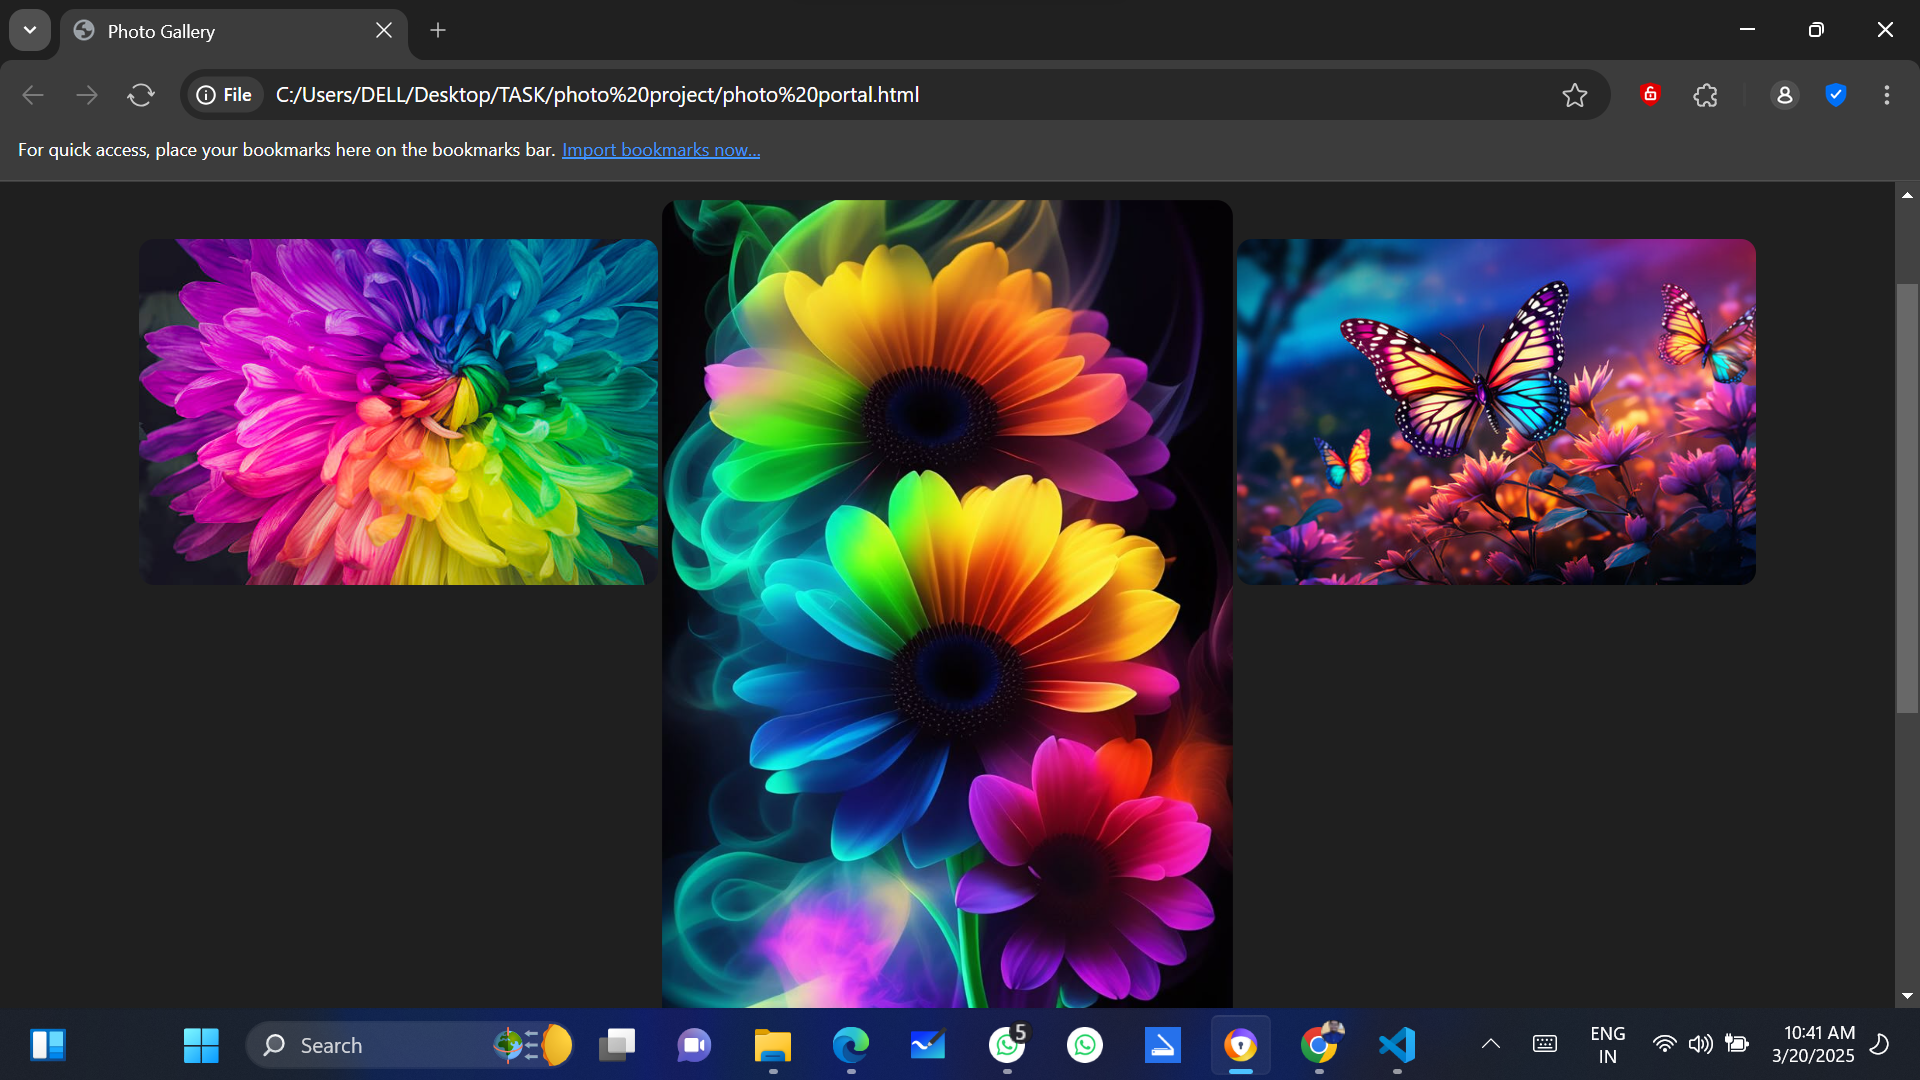 Photo Gallery
File C:/Users/DELL/Desktop/TASK/photo%20project/photo%20portal.html
For quick access, place your bookmarks here on the bookmarks bar. Import bookmarks now...
Search
5
ENG
IN
10:41 AM
3/20/2025